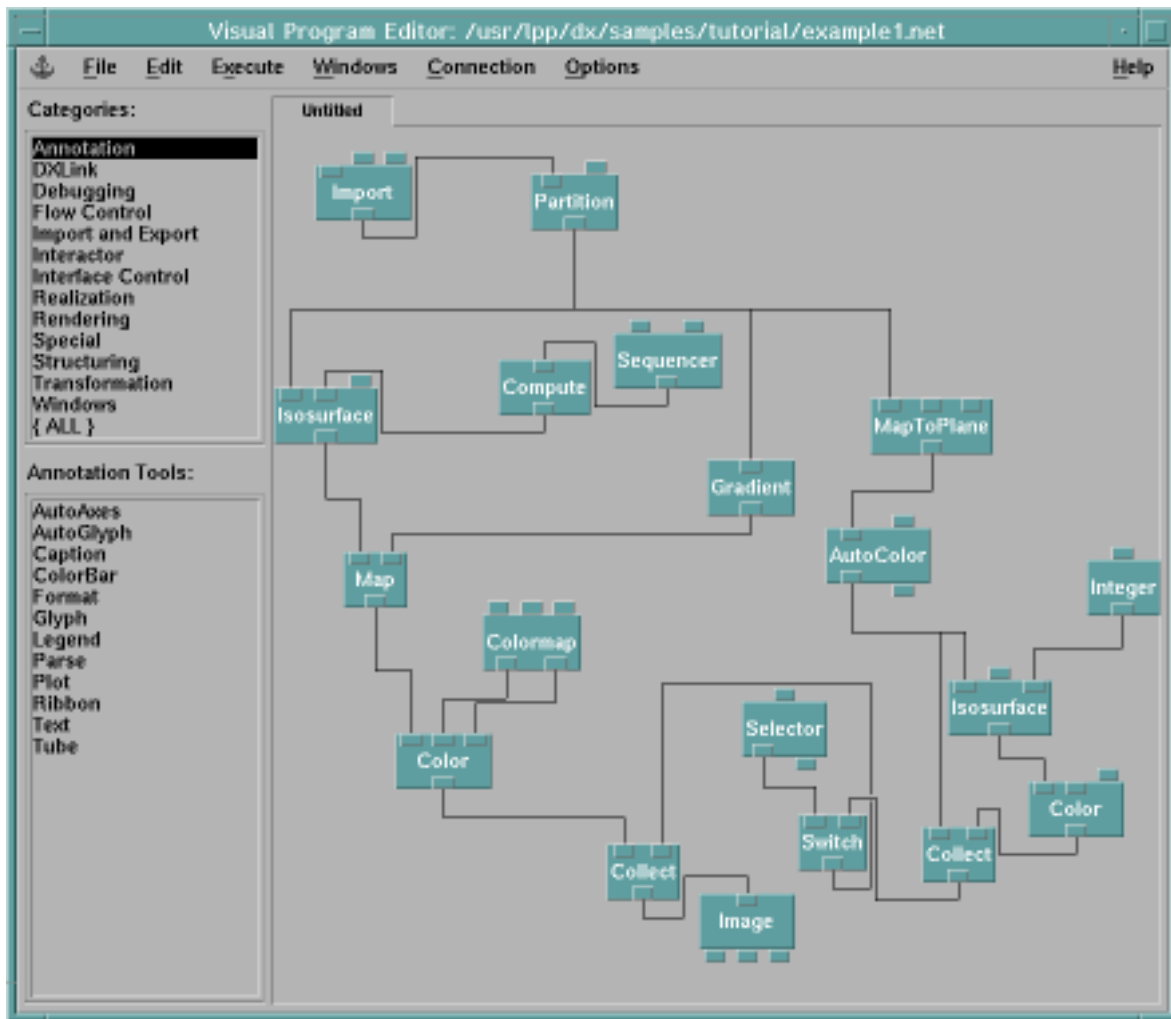 Visual Program Editor: /usr/lpp/dx/samples/tutorial/example1.net
File Edit Execute Windows Connection Options Help
Categories:
Annotation
DXLink
Debugging
Flow Control
Import and Export
Interactor
Interface Control
Realization
Rendering
Special
Structuring
Transformation
Windows
{ ALL }
Annotation Tools:
AutoAxes
AutoGlyph
Caption
ColorBar
Format
Glyph
Legend
Parse
Plot
Ribbon
Text
Tube
Untitled
Import
Partition
Sequencer
Compute
Isosurface
MapToPlane
Gradient
AutoColor
Map
Integer
Colormap
Isosurface
Selector
Color
Color
Switch
Collect
Collect
Image